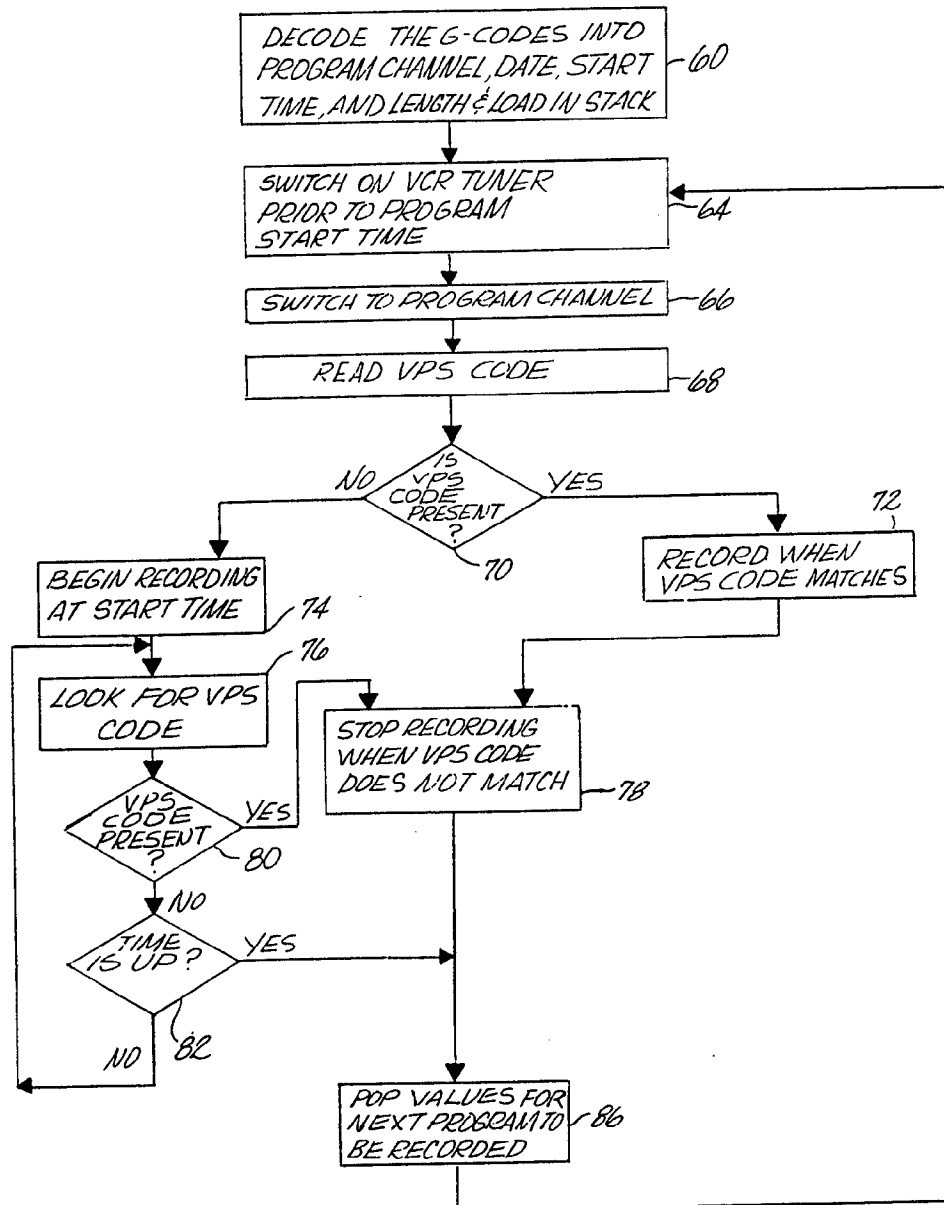 DECODE THE G-CODES INTO
PROGRAM CHANNEL, DATE, START
TIME, AND LENGTH & LOAD IN STACK
60
SWITCH ON VCR TUNER
PRIOR TO PROGRAM
START TIME
64
SWITCH TO PROGRAM CHANNEL
66
READ VPS CODE
68
IS
VPS
CODE
PRESENT
?
NO
YES
70
72
RECORD WHEN
VPS CODE MATCHES
BEGIN RECORDING
AT START TIME
74
76
LOOK FOR VPS
CODE
STOP RECORDING
WHEN VPS CODE
DOES NOT MATCH
78
VPS
CODE
PRESENT
?
YES
80
NO
TIME
IS UP?
YES
82
NO
POP VALUES FOR
NEXT PROGRAM TO
BE RECORDED
86